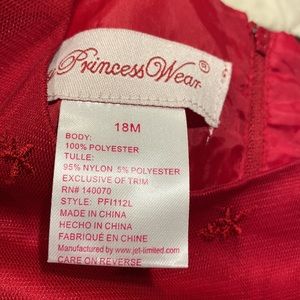 Princess Wear®
18M
BODY:
100% POLYESTER
TULLE:
95% NYLON 5% POLYESTER
EXCLUSIVE OF TRIM
RN# 140070
STYLE: PFI112L
MADE IN CHINA
HECHO IN CHINA
FABRIQUÉ EN CHINE
Manufactured by www.jet-limited.com
CARE ON REVERSE